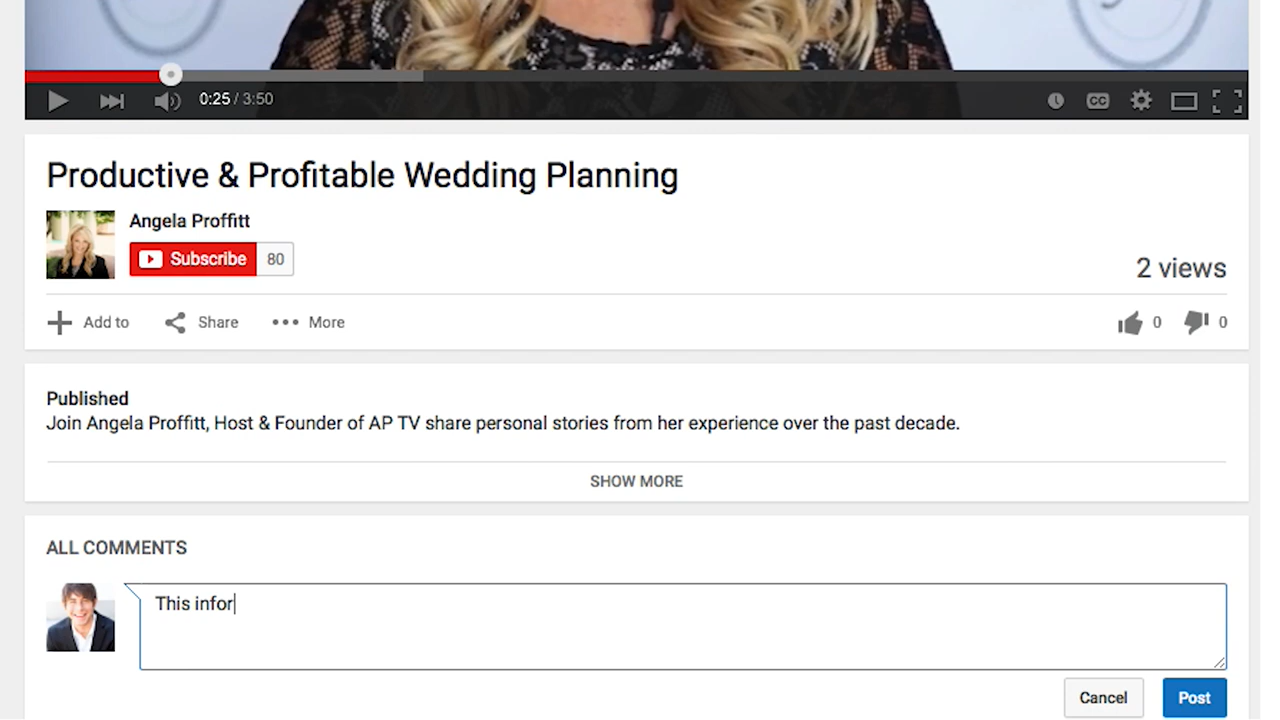 0:25 / 3:50
CC
Productive & Profitable Wedding Planning
Angela Proffitt
Subscribe 80
2 views
Add to Share More 0 0
Published
Join Angela Proffitt, Host & Founder of AP TV share personal stories from her experience over the past decade.
SHOW MORE
ALL COMMENTS
This infor
Cancel Post